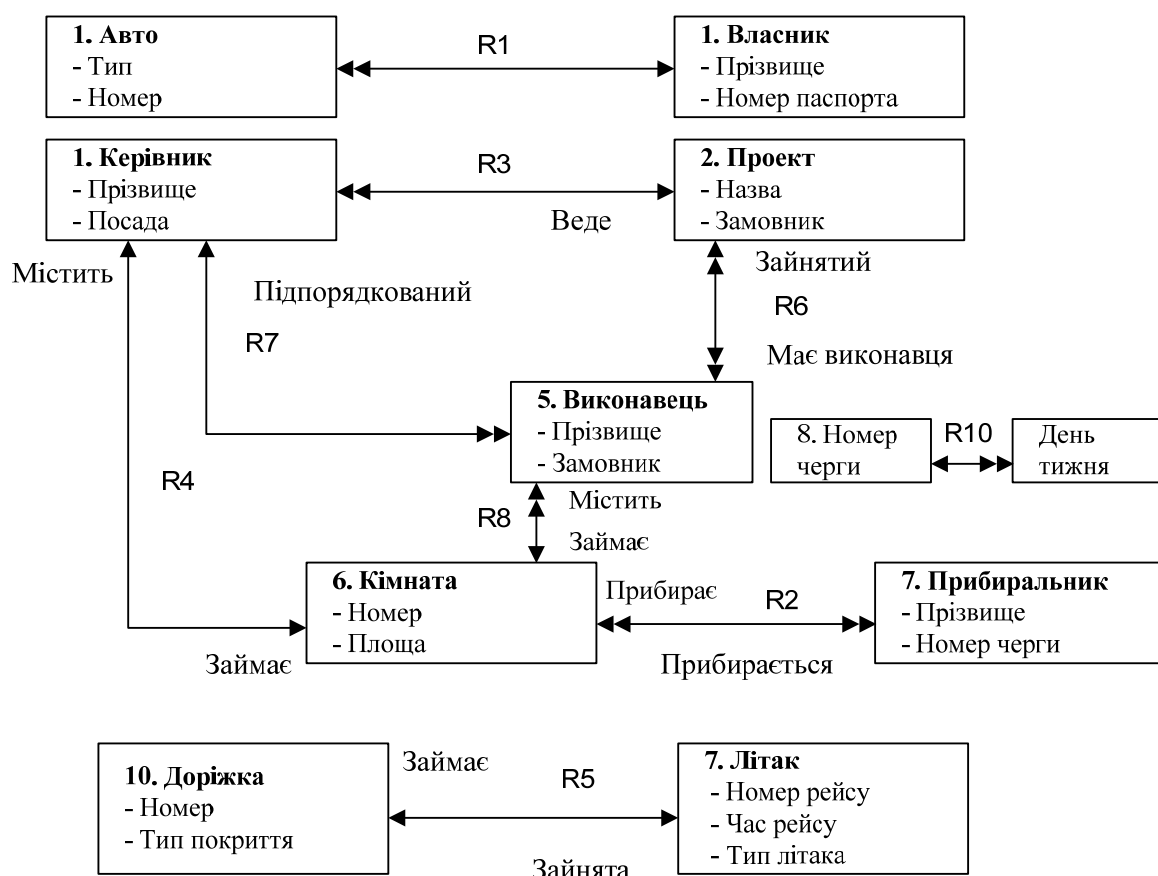 1. Авто
- Тип
- Номер
R1
1. Власник
- Прізвище
- Номер паспорта
1. Керівник
- Прізвище
- Посада
R3
Веде
2. Проект
- Назва
- Замовник
Містить
Підпорядкований
R7
Зайнятий
R6
Має виконавця
R4
5. Виконавець
- Прізвище
- Замовник
8. Номер
черги
R10
День
тижня
R8
Містить
Займає
6. Кімната
- Номер
- Площа
Займає
Прибирає
R2
Прибирається
7. Прибиральник
- Прізвище
- Номер черги
10. Доріжка
- Номер
- Тип покриття
Займає
R5
Зайнята
7. Літак
- Номер рейсу
- Час рейсу
- Тип літака